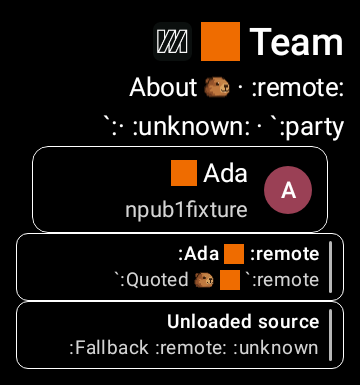 Team
About · :remote:
`:· :unknown: · `:party
Ada
A
npub1fixture
:Ada :remote
`:Quoted `:remote
Unloaded source
:Fallback :remote: :unknown